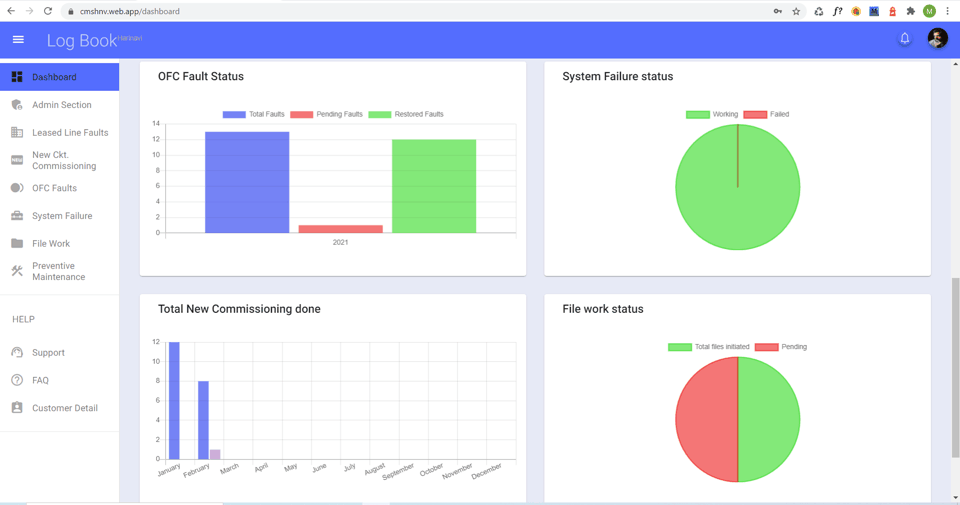 cmshnv.web.app/dashboard
f?
M
Log Book
Dashboard
Admin Section
Leased Line Faults
NEW
New Ckt.
Commissioning
OFC Faults
System Failure
File Work
Preventive
Maintenance
HELP
Support
FAQ
Customer Detail
OFC Fault Status
Total Faults Pending Faults Restored Faults
14
12
10
8
6
4
2
0
2021
System Failure status
Working Failed
Total New Commissioning done
12
10
8
6
4
2
0
January February March April May June July August September October November December
File work status
Total files initiated Pending